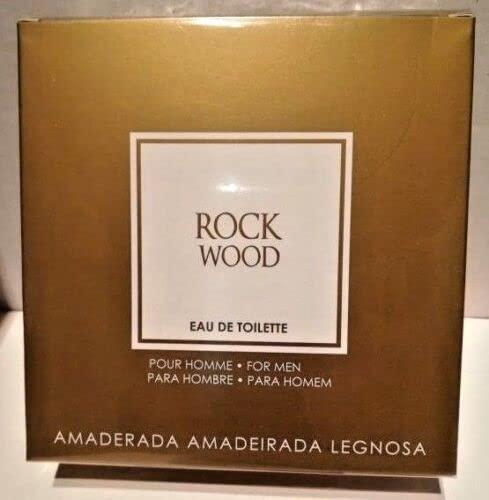 ROCK
WOOD
EAU DE TOILETTE
POUR HOMME • FOR MEN
PARA HOMBRE • PARA HOMEM
AMADERADA AMADEIRADA LEGNOSA